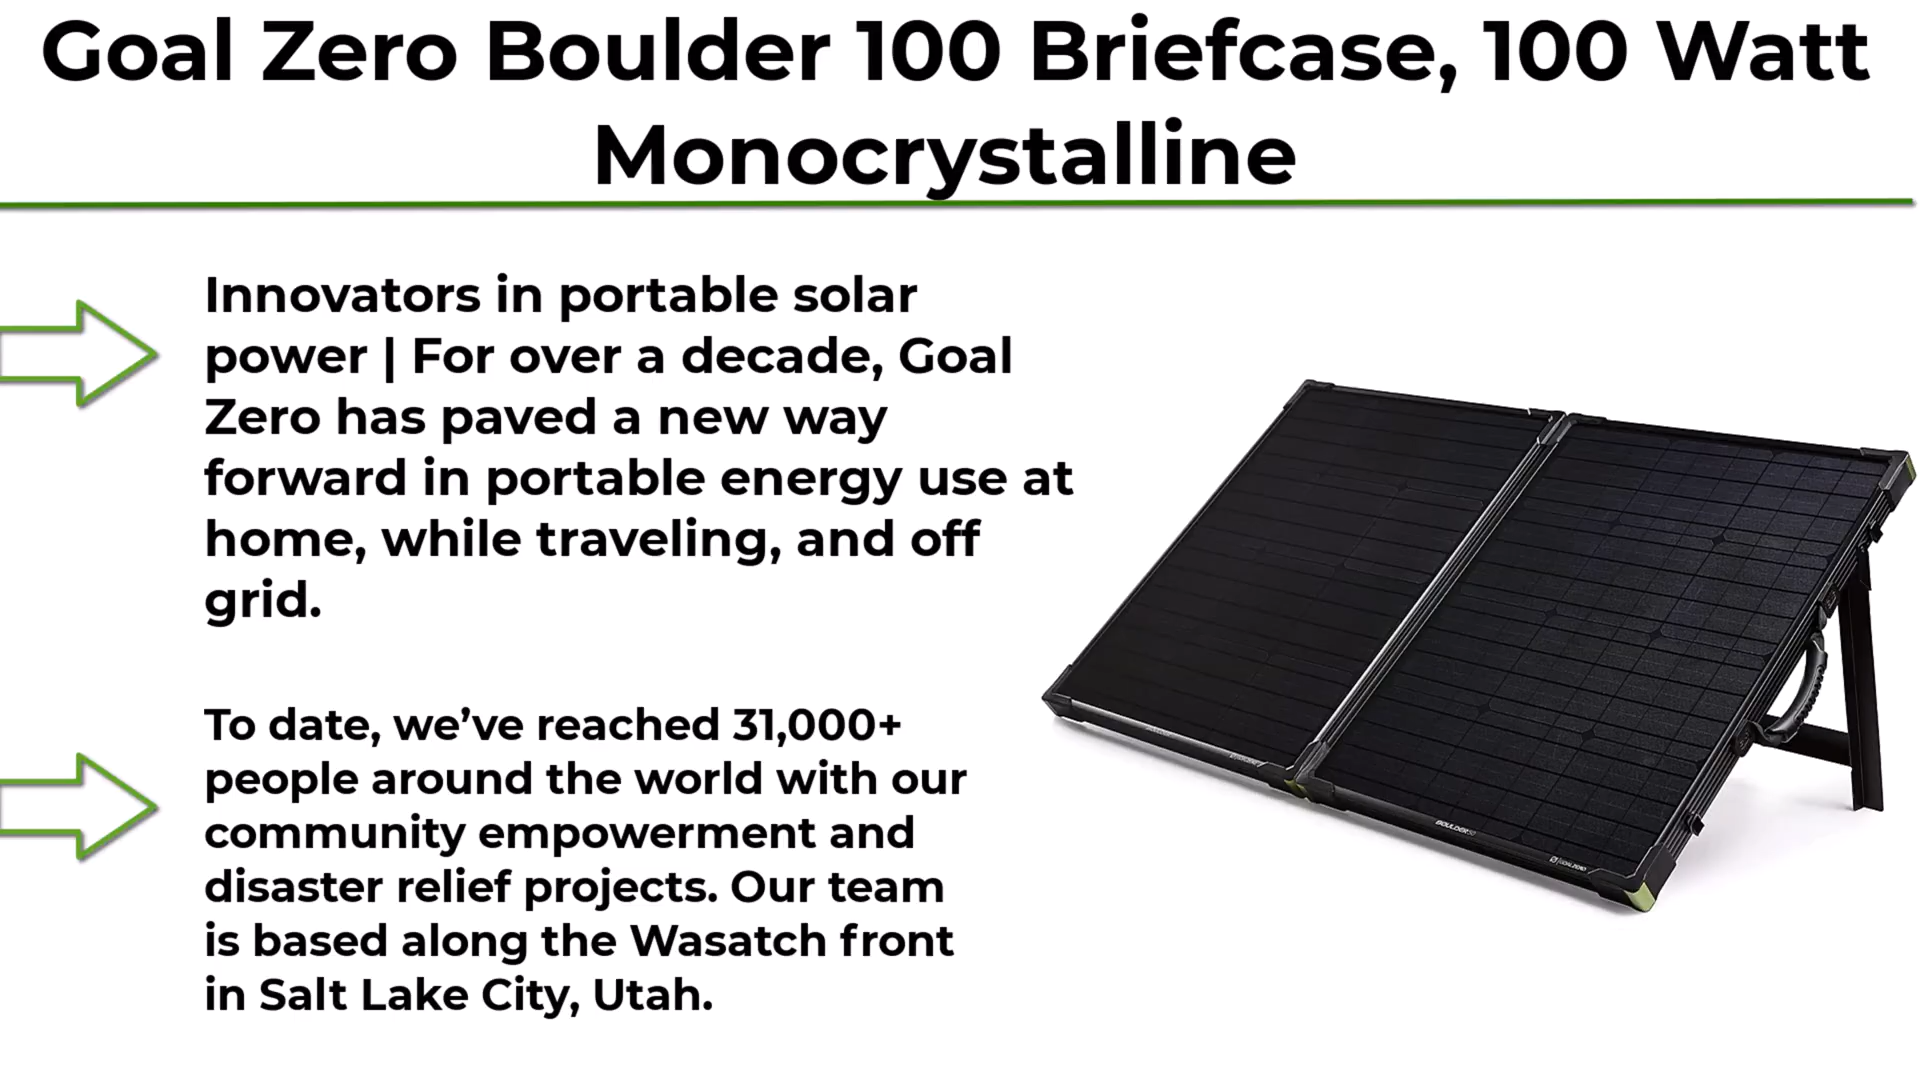 Goal Zero Boulder 100 Briefcase, 100 Watt
Monocrystalline
Innovators in portable solar
power | For over a decade, Goal
Zero has paved a new way
forward in portable energy use at
home, while traveling, and off
grid.
To date, we’ve reached 31,000+
people around the world with our
community empowerment and
disaster relief projects. Our team
is based along the Wasatch front
in Salt Lake City, Utah.
BOULDER50
GOALZERO